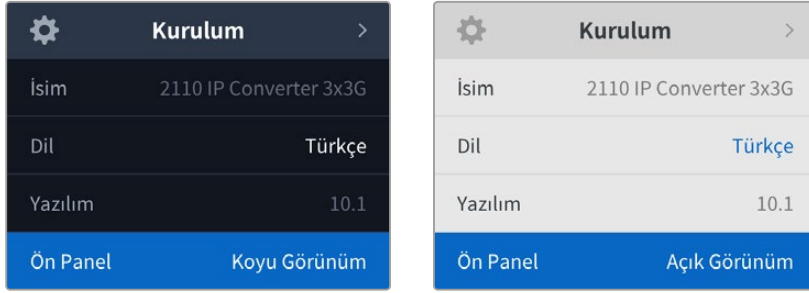 Kurulum
İsim 2110 IP Converter 3x3G
Dil Türkçe
Yazılım 10.1
Ön Panel Koyu Görünüm
Kurulum
İsim 2110 IP Converter 3x3G
Dil Türkçe
Yazılım 10.1
Ön Panel Açık Görünüm